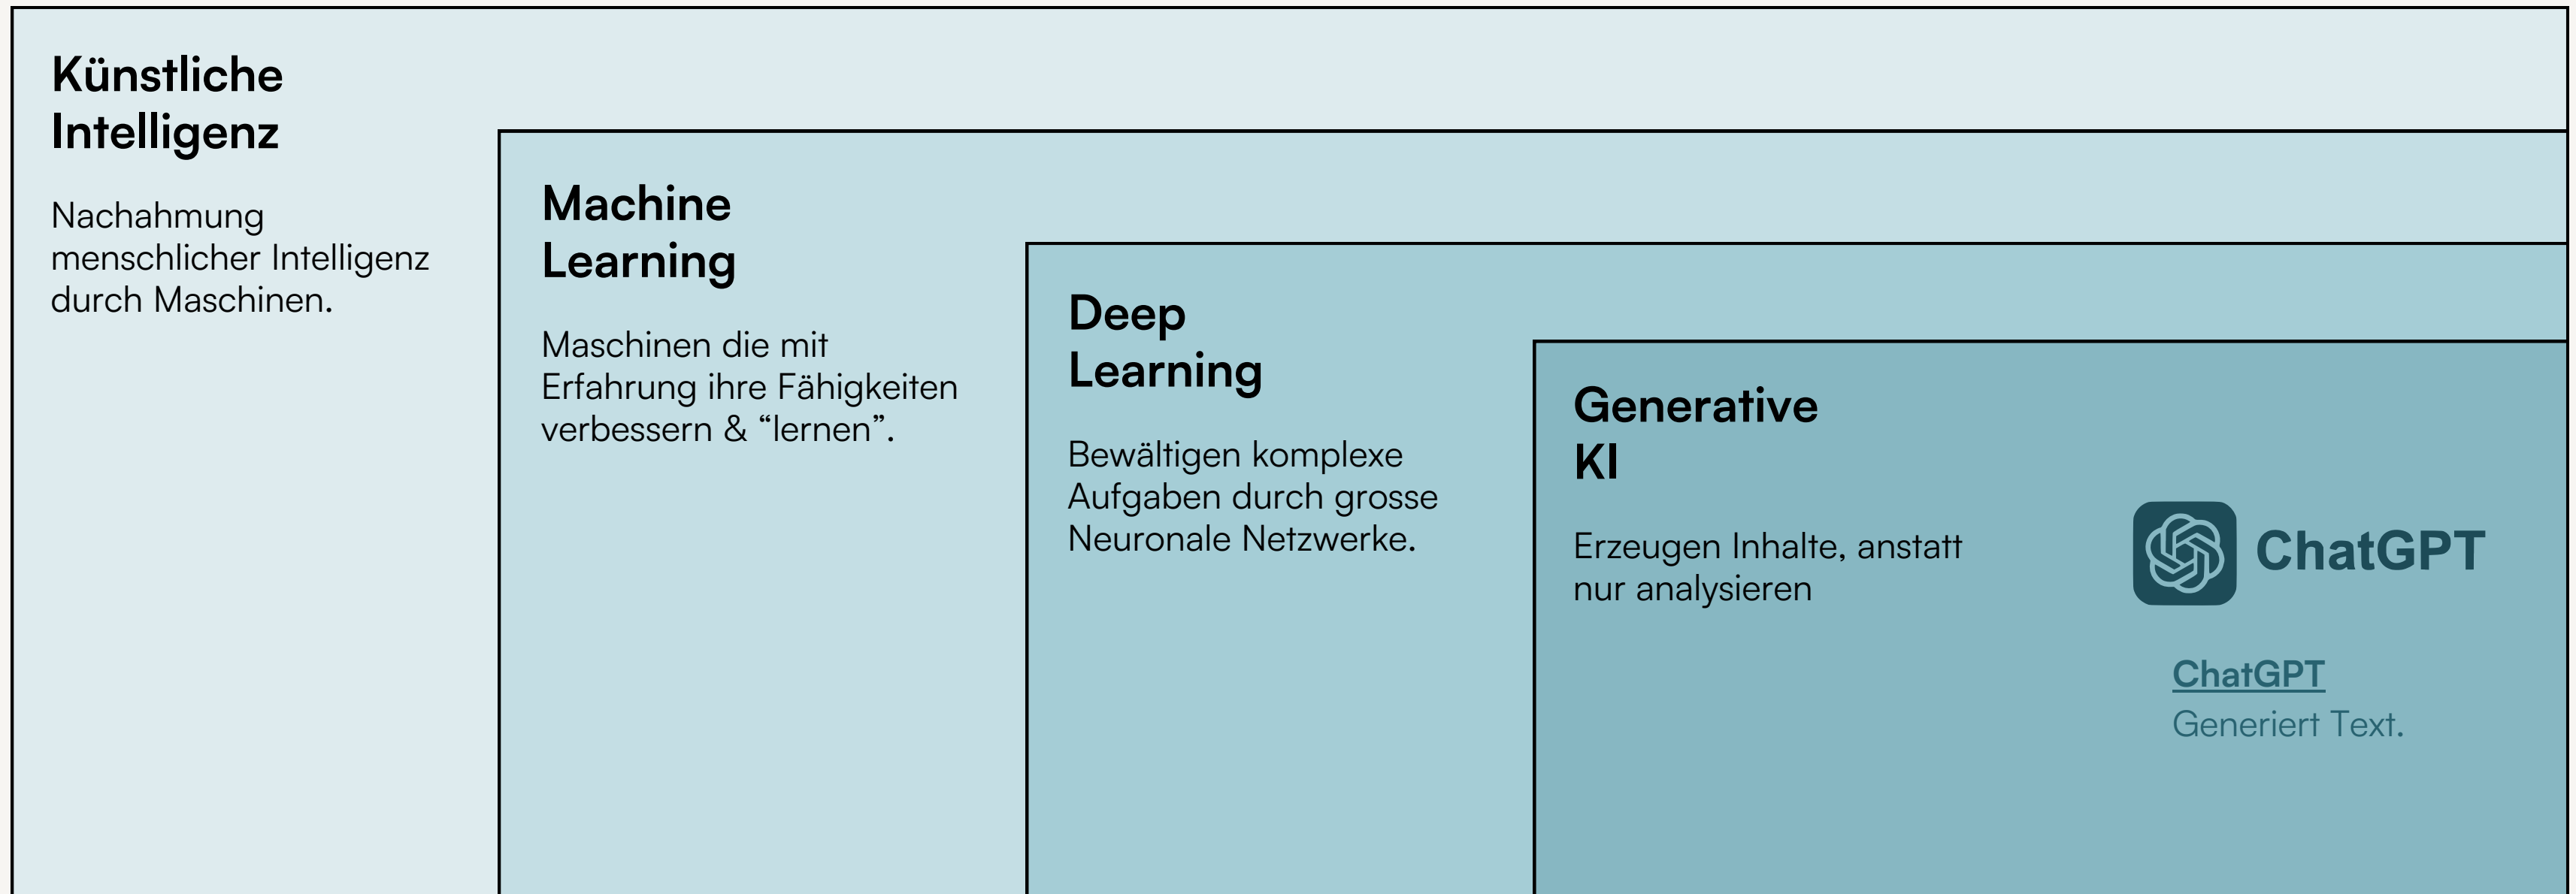 Künstliche
Intelligenz
Nachahmung
menschlicher Intelligenz
durch Maschinen.
Machine
Learning
Maschinen die mit
Erfahrung ihre Fähigkeiten
verbessern & “lernen”.
Deep
Learning
Bewältigen komplexe
Aufgaben durch grosse
Neuronale Netzwerke.
Generative
KI
Erzeugen Inhalte, anstatt
nur analysieren
ChatGPT
ChatGPT
Generiert Text.